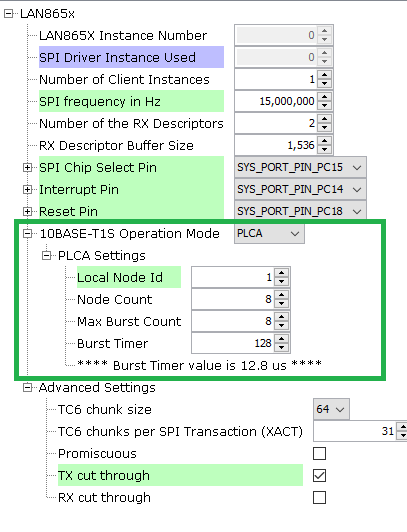 LAN865x
LAN865X Instance Number 0
SPI Driver Instance Used 0
Number of Client Instances 1
SPI frequency in Hz 15,000,000
Number of the RX Descriptors 2
RX Descriptor Buffer Size 1,536
SPI Chip Select Pin SYS_PORT_PIN_PC15
Interrupt Pin SYS_PORT_PIN_PC14
Reset Pin SYS_PORT_PIN_PC18
10BASE-T1S Operation Mode PLCA
PLCA Settings
Local Node Id 1
Node Count 8
Max Burst Count 8
Burst Timer 128
**** Burst Timer value is 12.8 us ****
Advanced Settings
TC6 chunk size 64
TC6 chunks per SPI Transaction (XACT) 31
Promiscuous
TX cut through
RX cut through